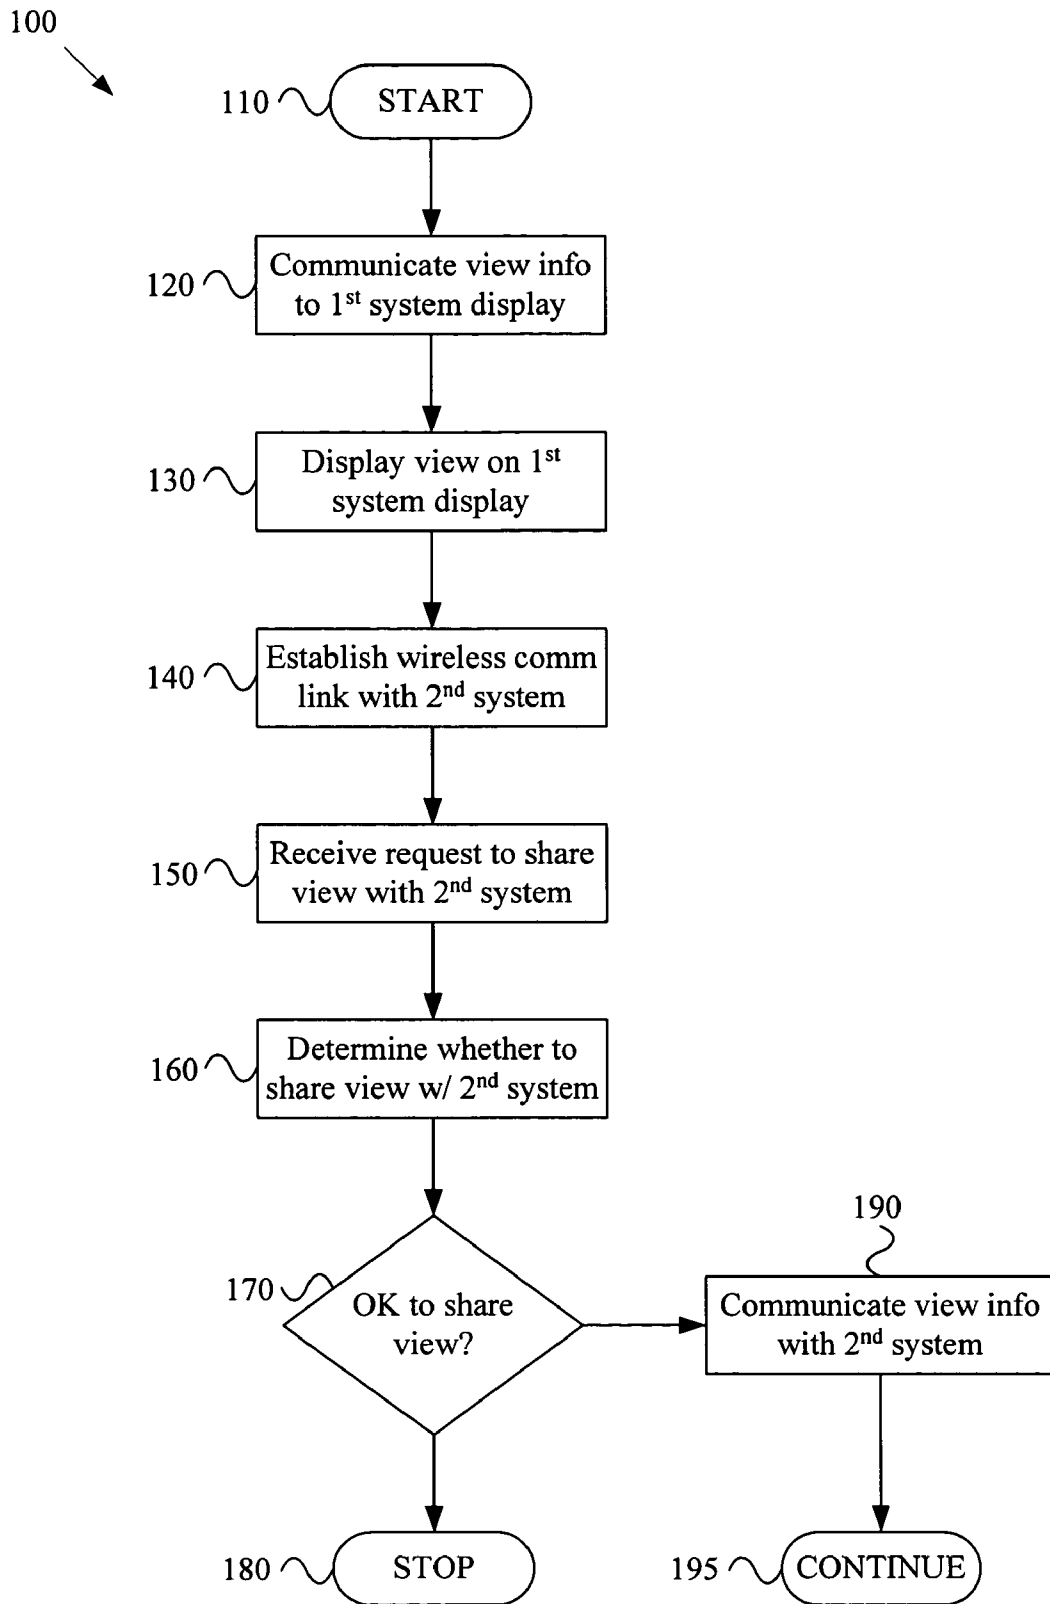 100
110
START
120
Communicate view info
to 1st system display
130
Display view on 1st
system display
140
Establish wireless comm
link with 2nd system
150
Receive request to share
view with 2nd system
160
Determine whether to
share view w/ 2nd system
170
OK to share
view?
190
Communicate view info
with 2nd system
180
STOP
195
CONTINUE